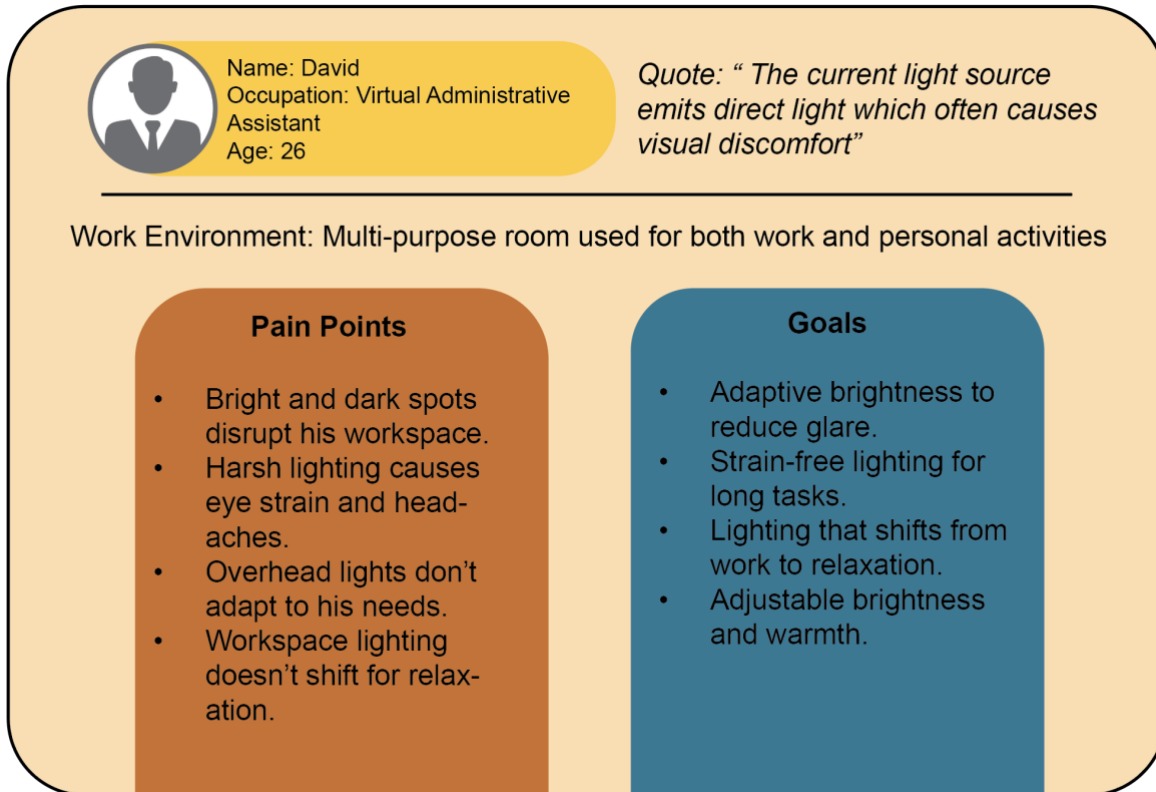 Name: David
Occupation: Virtual Administrative
Assistant
Age: 26
Quote: “ The current light source
emits direct light which often causes
visual discomfort”
Work Environment: Multi-purpose room used for both work and personal activities
Pain Points
• Bright and dark spots
disrupt his workspace.
• Harsh lighting causes
eye strain and head-
aches.
• Overhead lights don’t
adapt to his needs.
• Workspace lighting
doesn’t shift for relax-
ation.
Goals
• Adaptive brightness to
reduce glare.
• Strain-free lighting for
long tasks.
• Lighting that shifts from
work to relaxation.
• Adjustable brightness
and warmth.